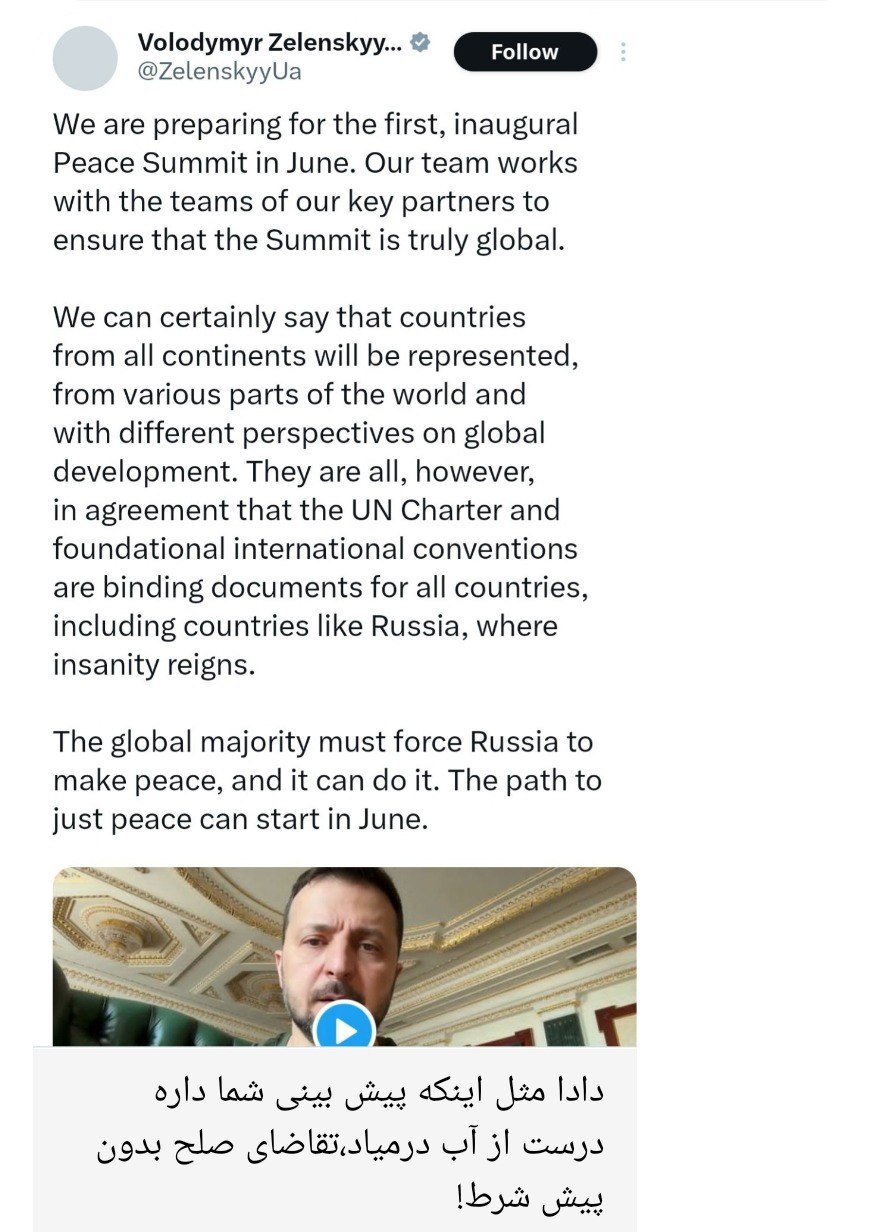 Volodymyr Zelenskyy...
@ZelenskyyUa
Follow
We are preparing for the first, inaugural
Peace Summit in June. Our team works
with the teams of our key partners to
ensure that the Summit is truly global.
We can certainly say that countries
from all continents will be represented,
from various parts of the world and
with different perspectives on global
development. They are all, however,
in agreement that the UN Charter and
foundational international conventions
are binding documents for all countries,
including countries like Russia, where
insanity reigns.
The global majority must force Russia to
make peace, and it can do it. The path to
just peace can start in June.
دادا مثل اینکه پیش بینی شما داره
درست از آب درمیاد،تقاضای صلح بدون
پیش شرط!